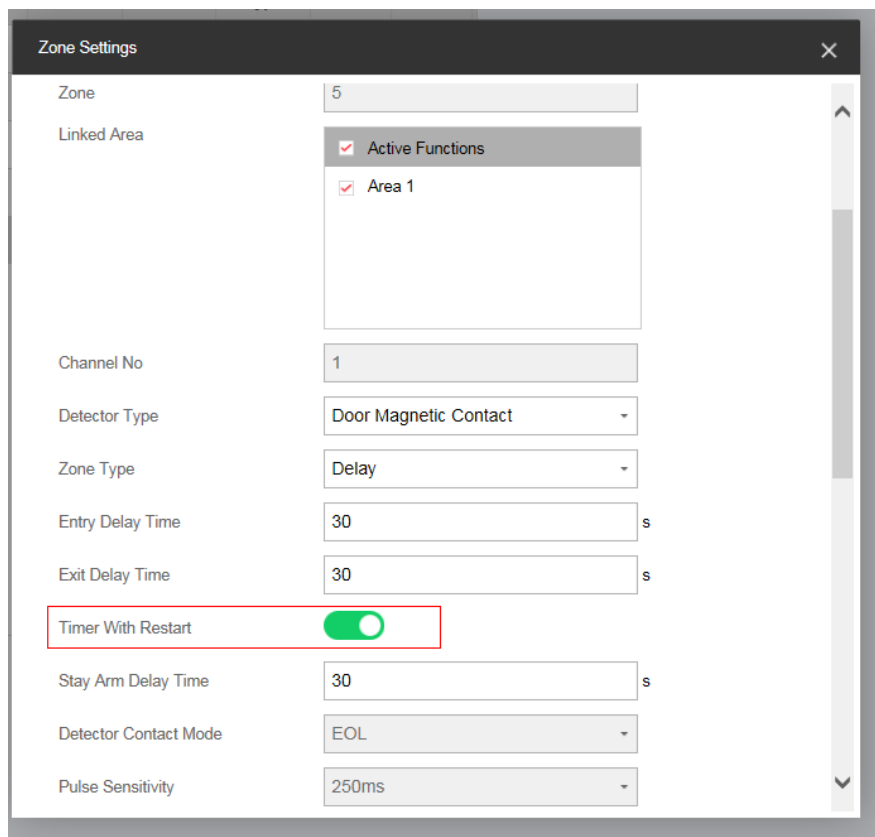 Zone Settings
Zone 5
Linked Area
Active Functions
Area 1
Channel No 1
Detector Type Door Magnetic Contact
Zone Type Delay
Entry Delay Time 30 s
Exit Delay Time 30 s
Timer With Restart
Stay Arm Delay Time 30 s
Detector Contact Mode EOL
Pulse Sensitivity 250ms